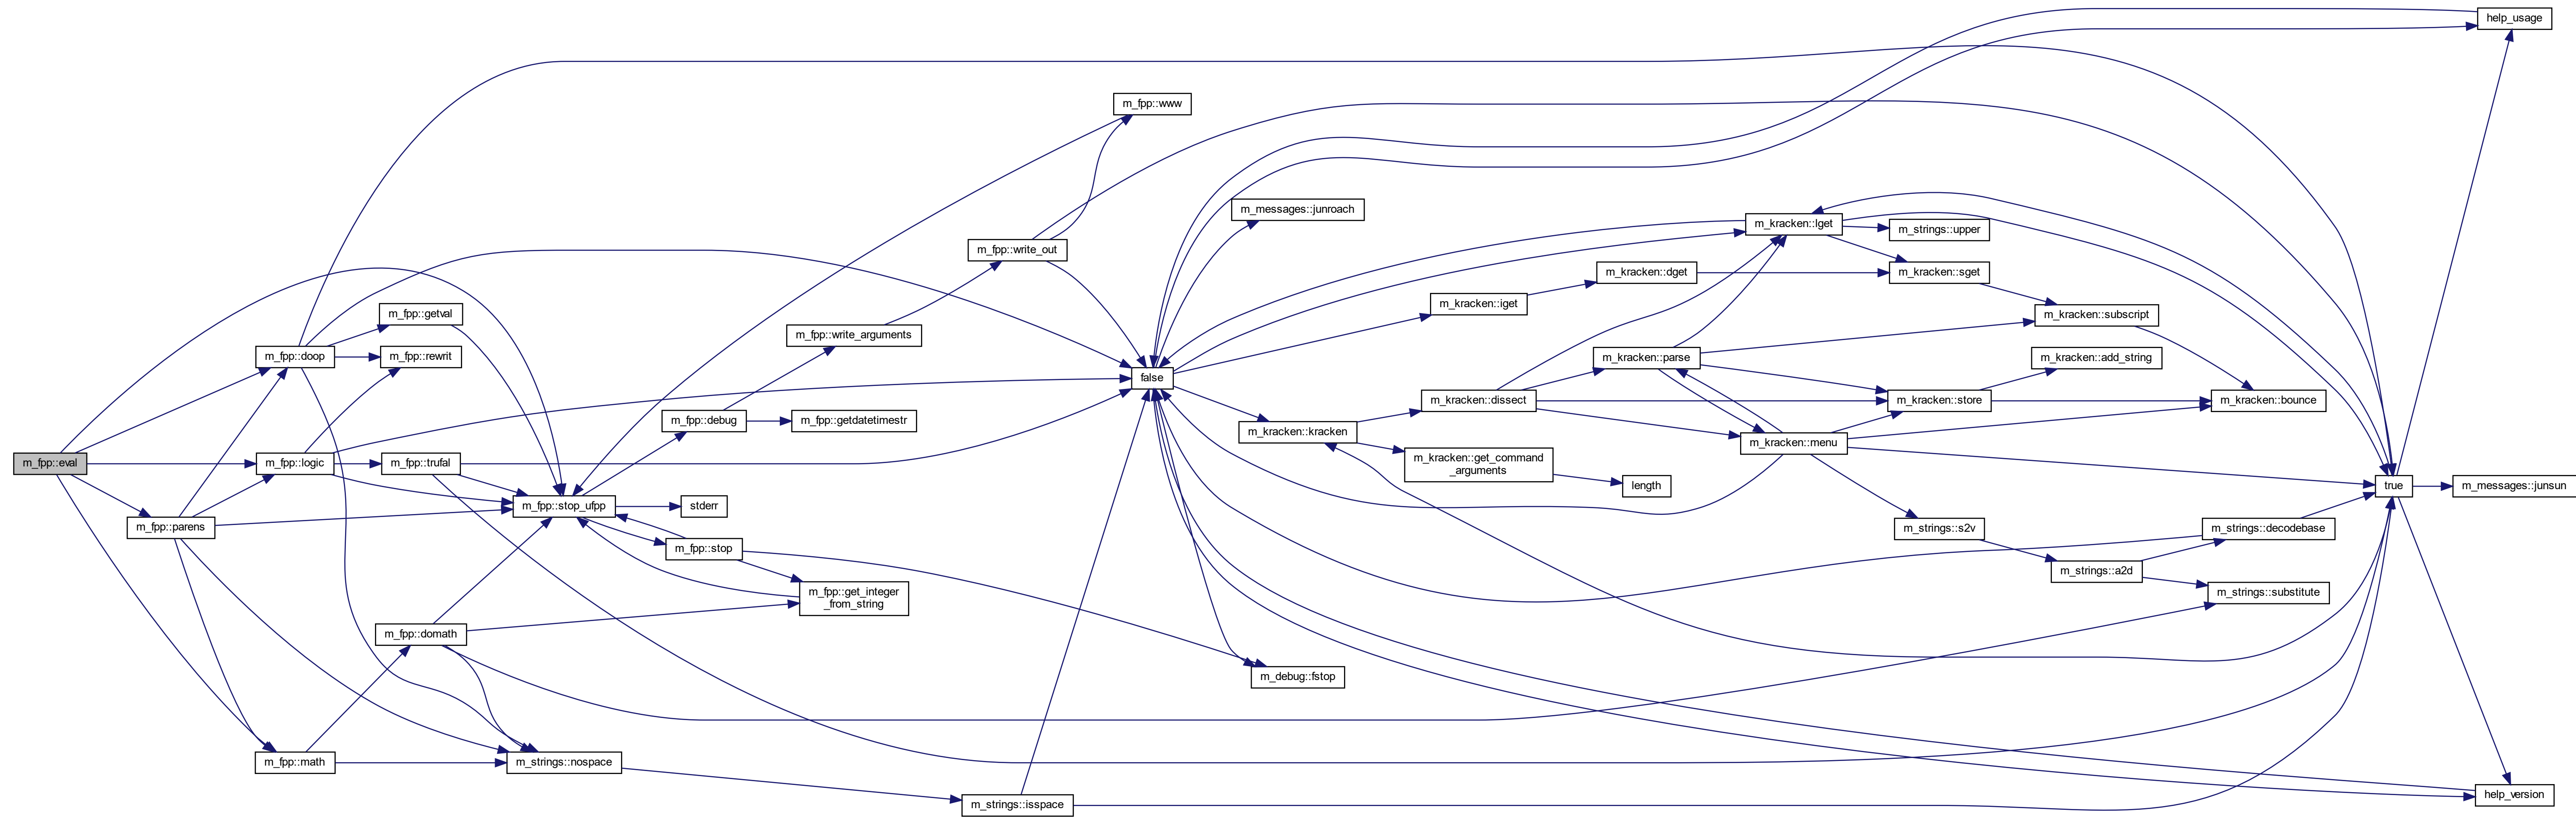 help_usage
m_fpp::www
m_messages::junroach
m_kracken::lget
m_strings::upper
m_fpp::write_out
m_kracken::dget
m_kracken::sget
m_kracken::iget
m_fpp::getval
m_kracken::subscript
m_fpp::write_arguments
m_fpp::doop
m_fpp::rewrit
m_kracken::parse
m_kracken::add_string
false
m_kracken::dissect
m_kracken::store
m_kracken::bounce
m_fpp::debug
m_fpp::getdatetimestr
m_kracken::kracken
m_kracken::menu
m_fpp::eval
m_fpp::logic
m_fpp::trufal
m_kracken::get_command
_arguments
length
true
m_messages::junsun
m_fpp::stop_ufpp
stderr
m_fpp::parens
m_strings::s2v
m_strings::decodebase
m_fpp::stop
m_strings::a2d
m_fpp::get_integer
_from_string
m_strings::substitute
m_fpp::domath
m_debug::fstop
m_fpp::math
m_strings::nospace
m_strings::isspace
help_version